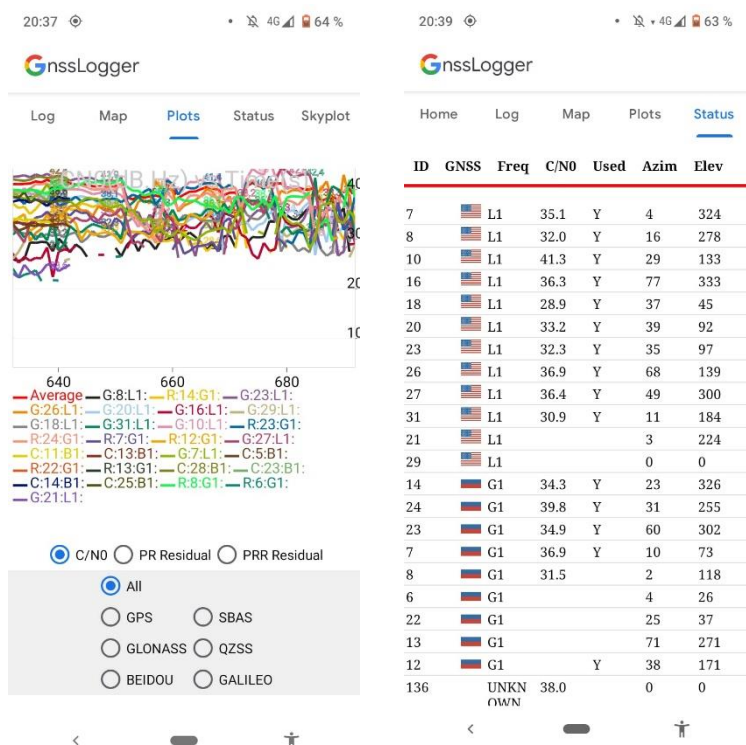 20:37 4G 64 %
GnssLogger
Log Map Plots Status Skyplot
40
30
20
10
640 660 680
Average G:8:L1: R:14:G1: G:23:L1:
G:26:L1: G:20:L1: G:16:L1: G:29:L1:
G:18:L1: G:31:L1: G:10:L1: R:23:G1:
R:24:G1: R:7:G1: R:12:G1: G:27:L1:
C:11:B1: C:13:B1: G:7:L1: C:5:B1:
R:22:G1: R:13:G1: C:28:B1: C:23:B1:
C:14:B1: C:25:B1: R:8:G1: R:6:G1:
G:21:L1:
C/N0 PR Residual PRR Residual
All
GPS SBAS
GLONASS QZSS
BEIDOU GALILEO
20:39 4G 63 %
GnssLogger
Home Log Map Plots Status
ID GNSS Freq C/N0 Used Azim Elev
7 L1 35.1 Y 4 324
8 L1 32.0 Y 16 278
10 L1 41.3 Y 29 133
16 L1 36.3 Y 77 333
18 L1 28.9 Y 37 45
20 L1 33.2 Y 39 92
23 L1 32.3 Y 35 97
26 L1 36.9 Y 68 139
27 L1 36.4 Y 49 300
31 L1 30.9 Y 11 184
21 L1 3 224
29 L1 0 0
14 G1 34.3 Y 23 326
24 G1 39.8 Y 31 255
23 G1 34.9 Y 60 302
7 G1 36.9 Y 10 73
8 G1 31.5 2 118
6 G1 4 26
22 G1 25 37
13 G1 71 271
12 G1 Y 38 171
136 UNKN 38.0 0 0
OWN